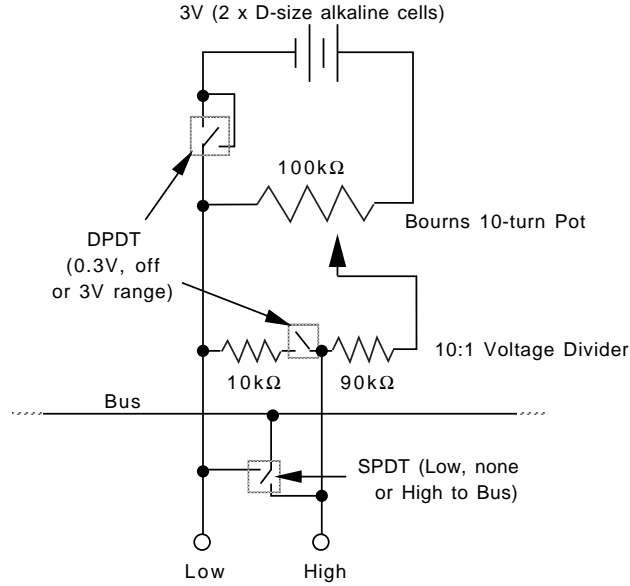 3V (2 x D-size alkaline cells)
100kΩ
Bourns 10-turn Pot
DPDT
(0.3V, off
or 3V range)
10:1 Voltage Divider
10kΩ
90kΩ
Bus
SPDT (Low, none
or High to Bus)
Low
High